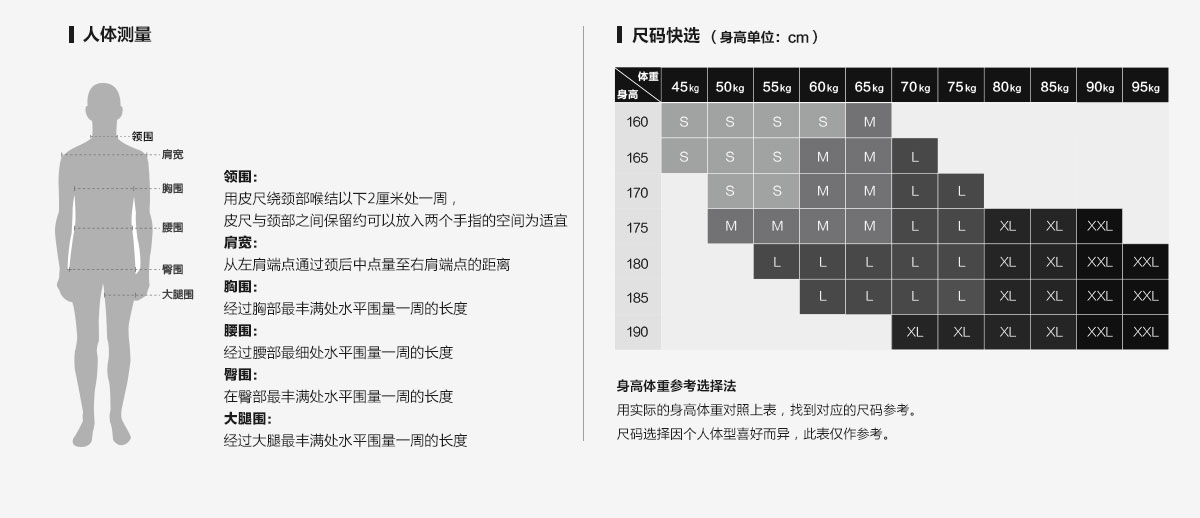 人体测量
领围
肩宽
胸围
腰围
臀围
大腿围
领围：
用皮尺绕颈部喉结以下2厘米处一周，
皮尺与颈部之间保留约可以放入两个手指的空间为适宜
肩宽：
从左肩端点通过颈后中点量至右肩端点的距离
胸围：
经过胸部最丰满处水平围量一周的长度
腰围：
经过腰部最细处水平围量一周的长度
臀围：
在臀部最丰满处水平围量一周的长度
大腿围：
经过大腿最丰满处水平围量一周的长度
尺码快选（身高单位：cm）
体重 身高 45kg 50kg 55kg 60kg 65kg 70kg 75kg 80kg 85kg 90kg 95kg
160 S S S S M
165 S S S M M L
170 S S M M L L
175 M M M M L L XL XL XXL
180 L L L L L XL XL XXL XXL
185 L L L L XL XL XXL XXL
190 XL XL XL XL XXL XXL
身高体重参考选择法
用实际的身高体重对照上表，找到对应的尺码参考。
尺码选择因个人体型喜好而异，此表仅作参考。